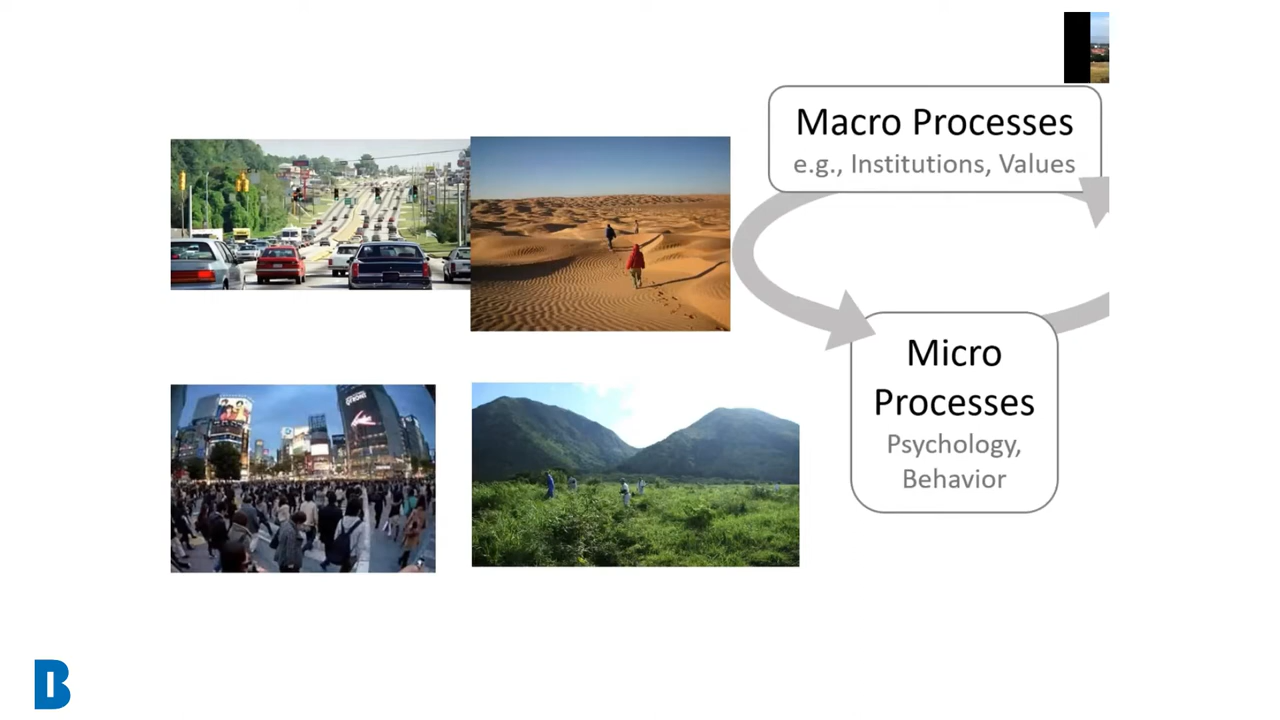 Macro Processes
e.g., Institutions, Values
Micro
Processes
Psychology,
Behavior
B